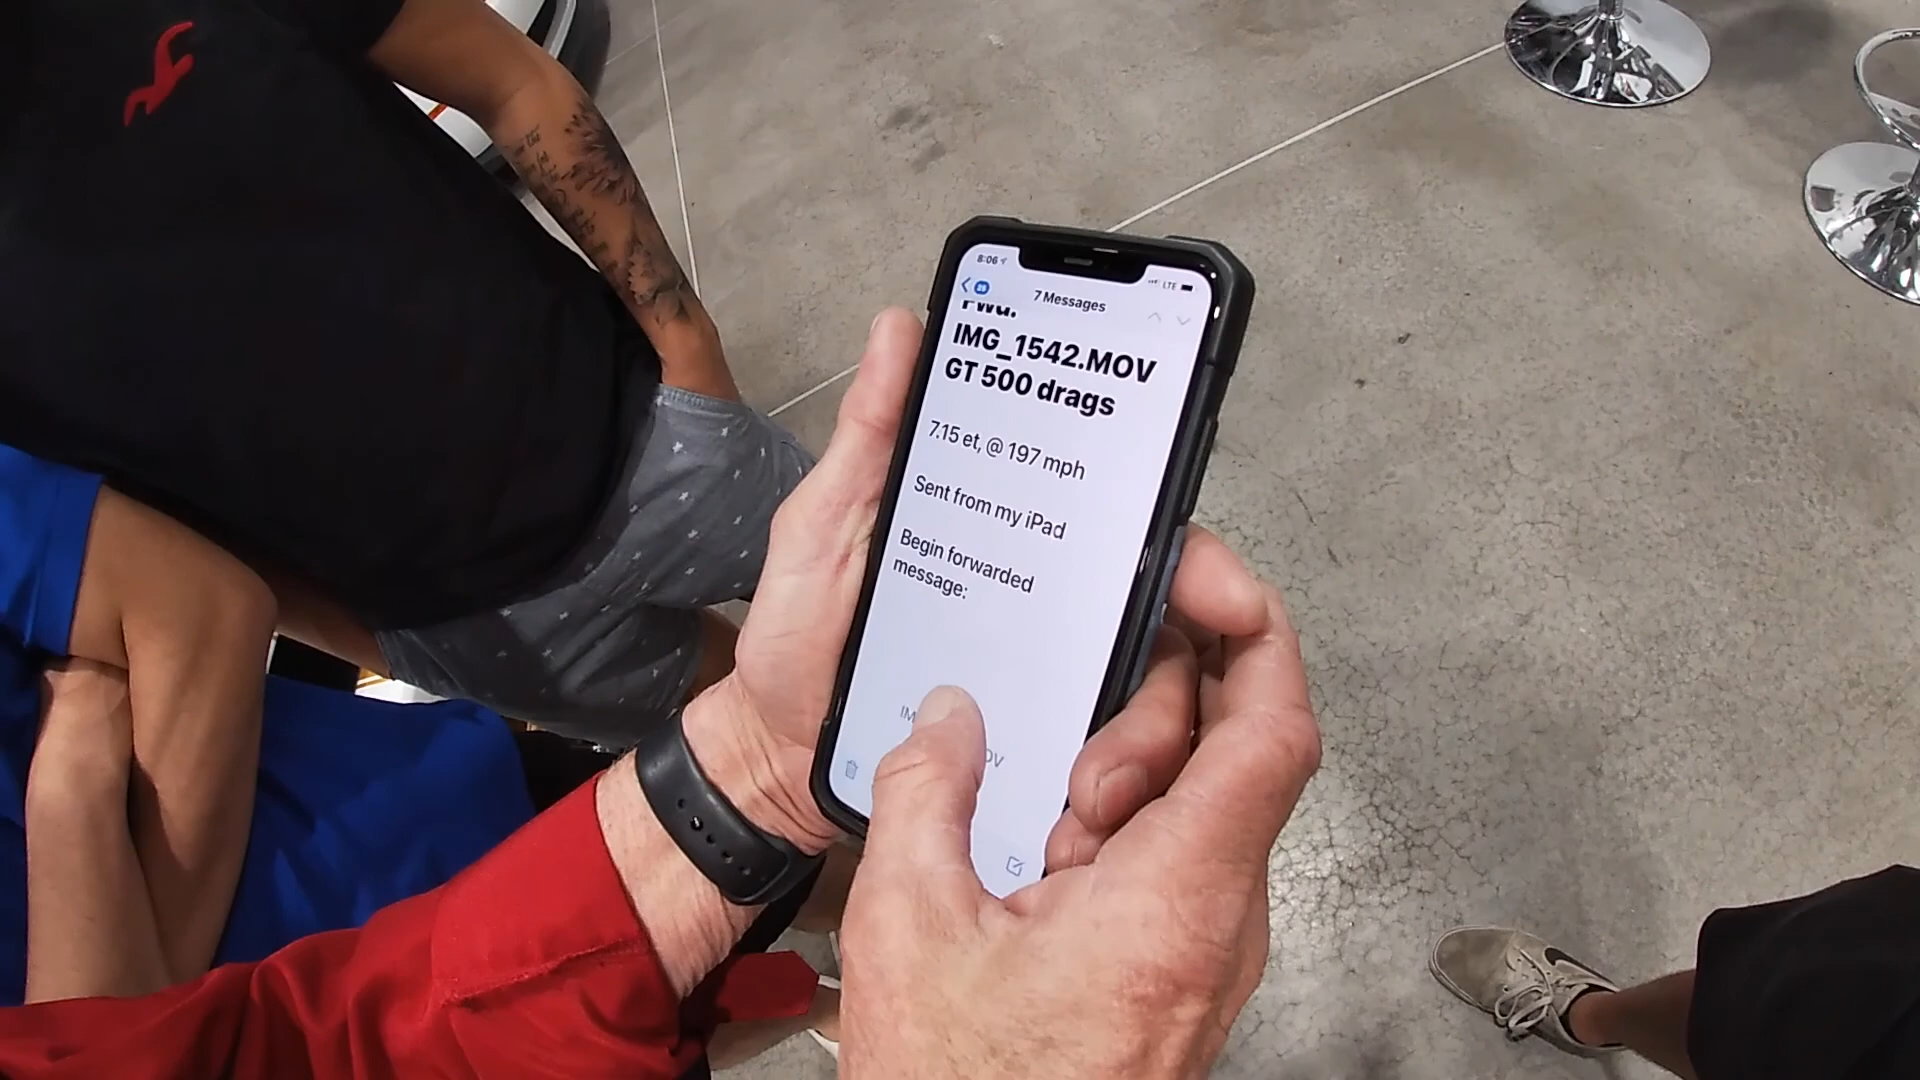 8:06
LTE
7 Messages
Fwd:
IMG_1542.MOV
GT 500 drags
7.15 et, @ 197 mph
Sent from my iPad
Begin forwarded
message: